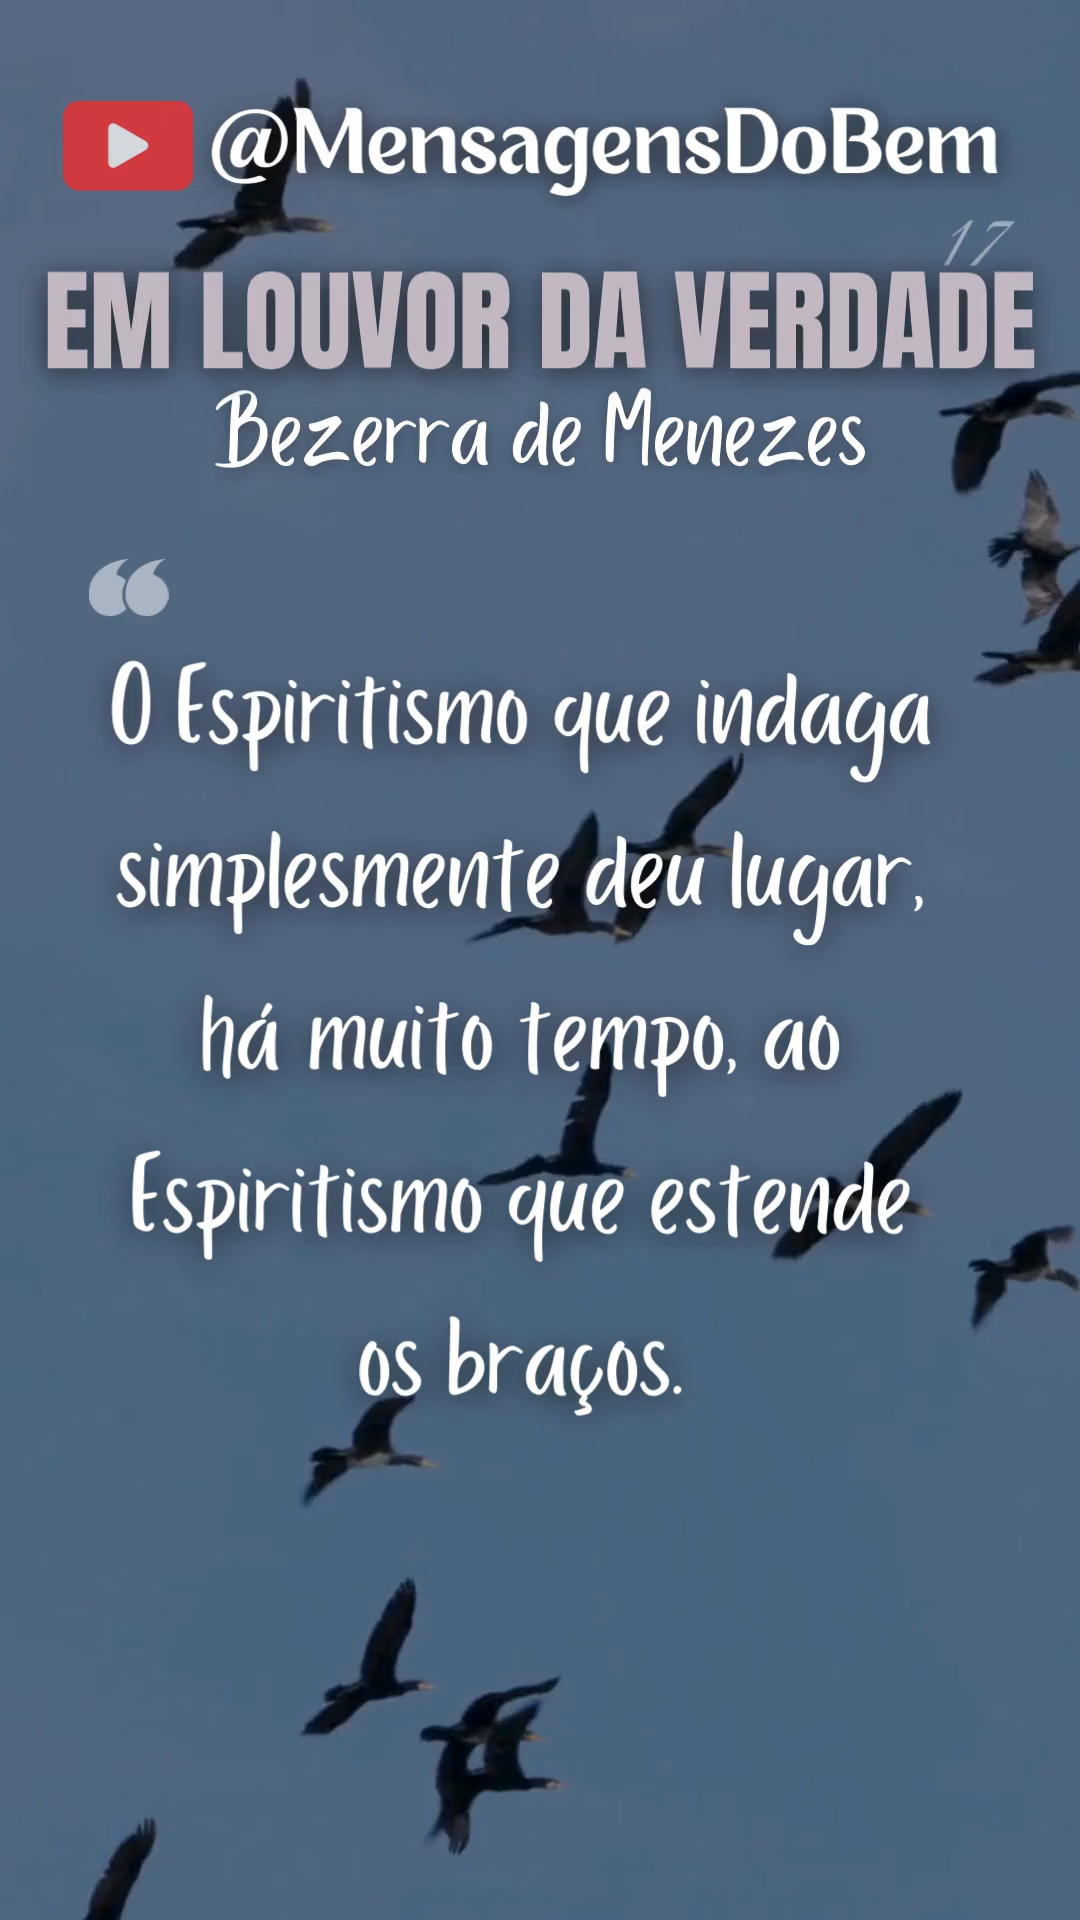 @MensagensDoBem
17
EM LOUVOR DA VERDADE
Bezerra de Menezes
“
O Espiritismo que indaga
simplesmente deu lugar,
há muito tempo, ao
Espiritismo que estende
os braços.